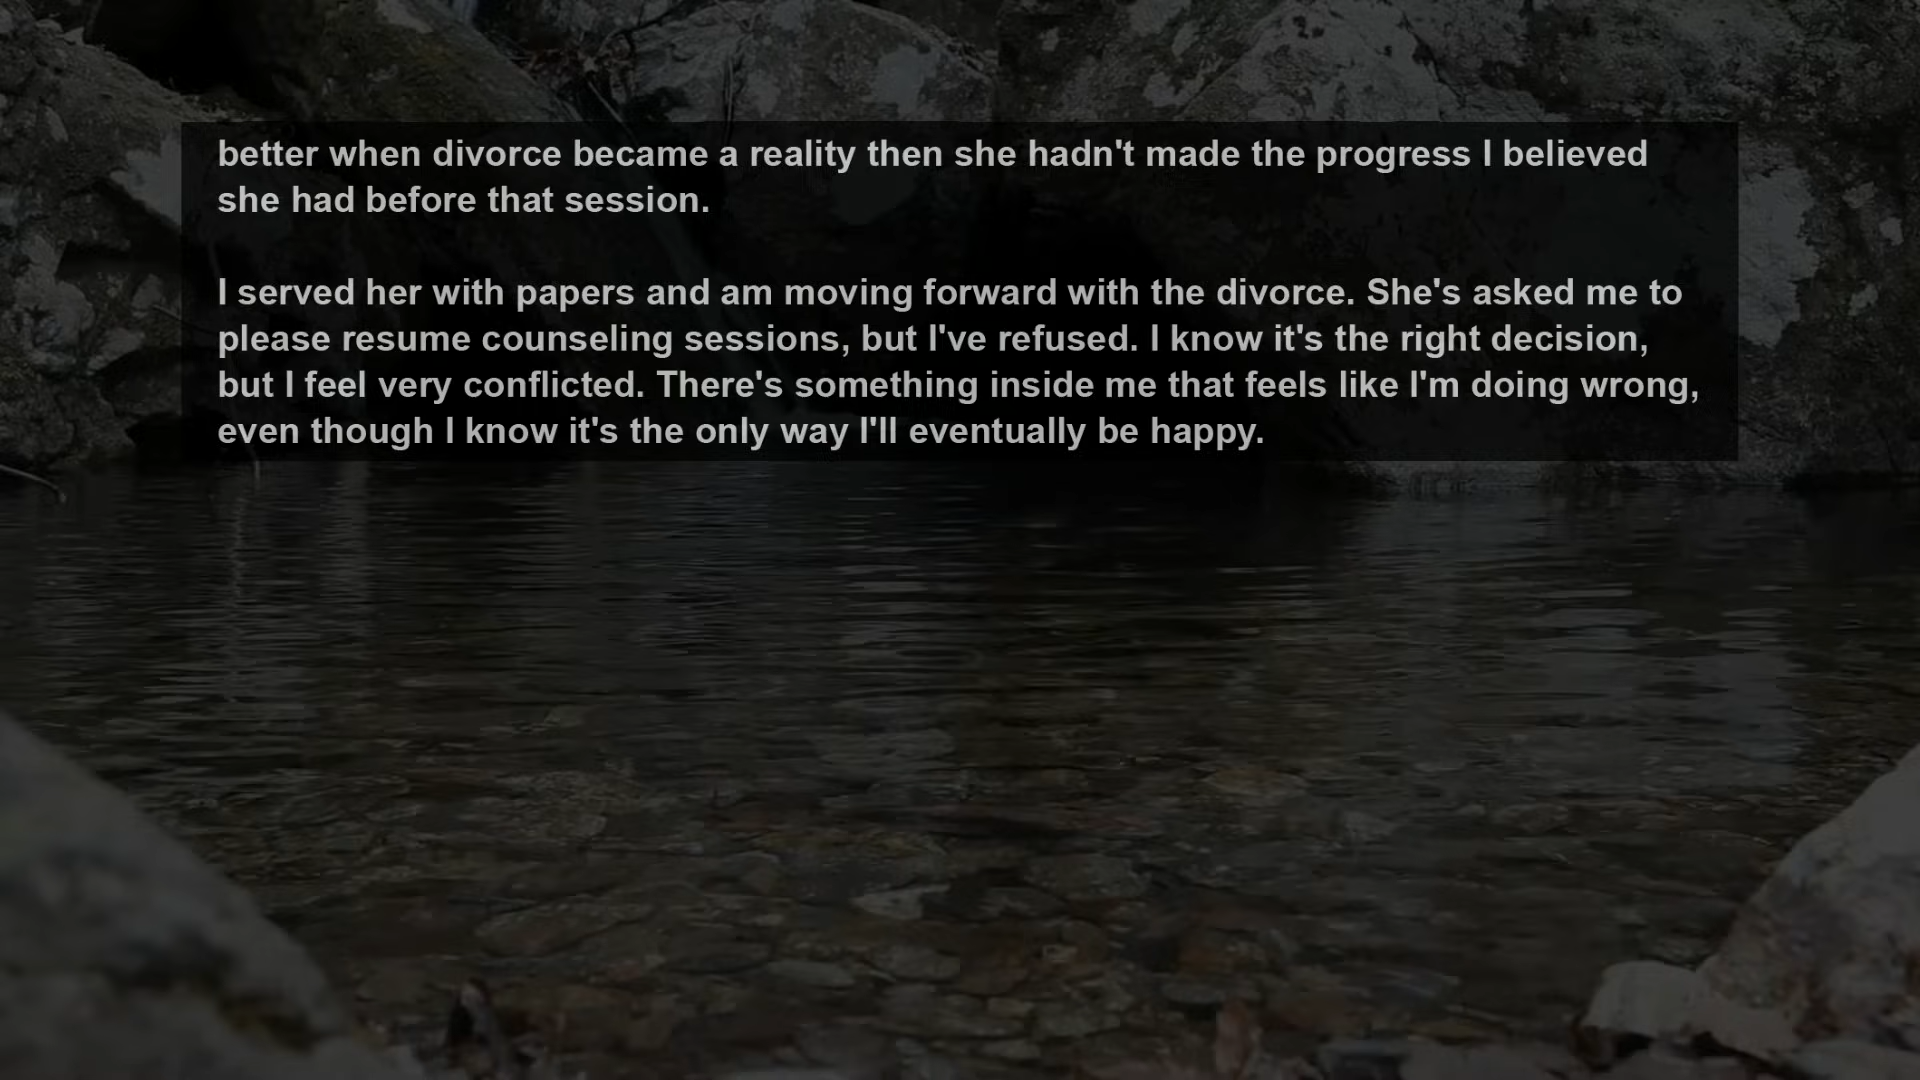 better when divorce became a reality then she hadn't made the progress I believed
she had before that session.
I served her with papers and am moving forward with the divorce. She's asked me to
please resume counseling sessions, but I've refused. I know it's the right decision,
but I feel very conflicted. There's something inside me that feels like I'm doing wrong,
even though I know it's the only way I'll eventually be happy.